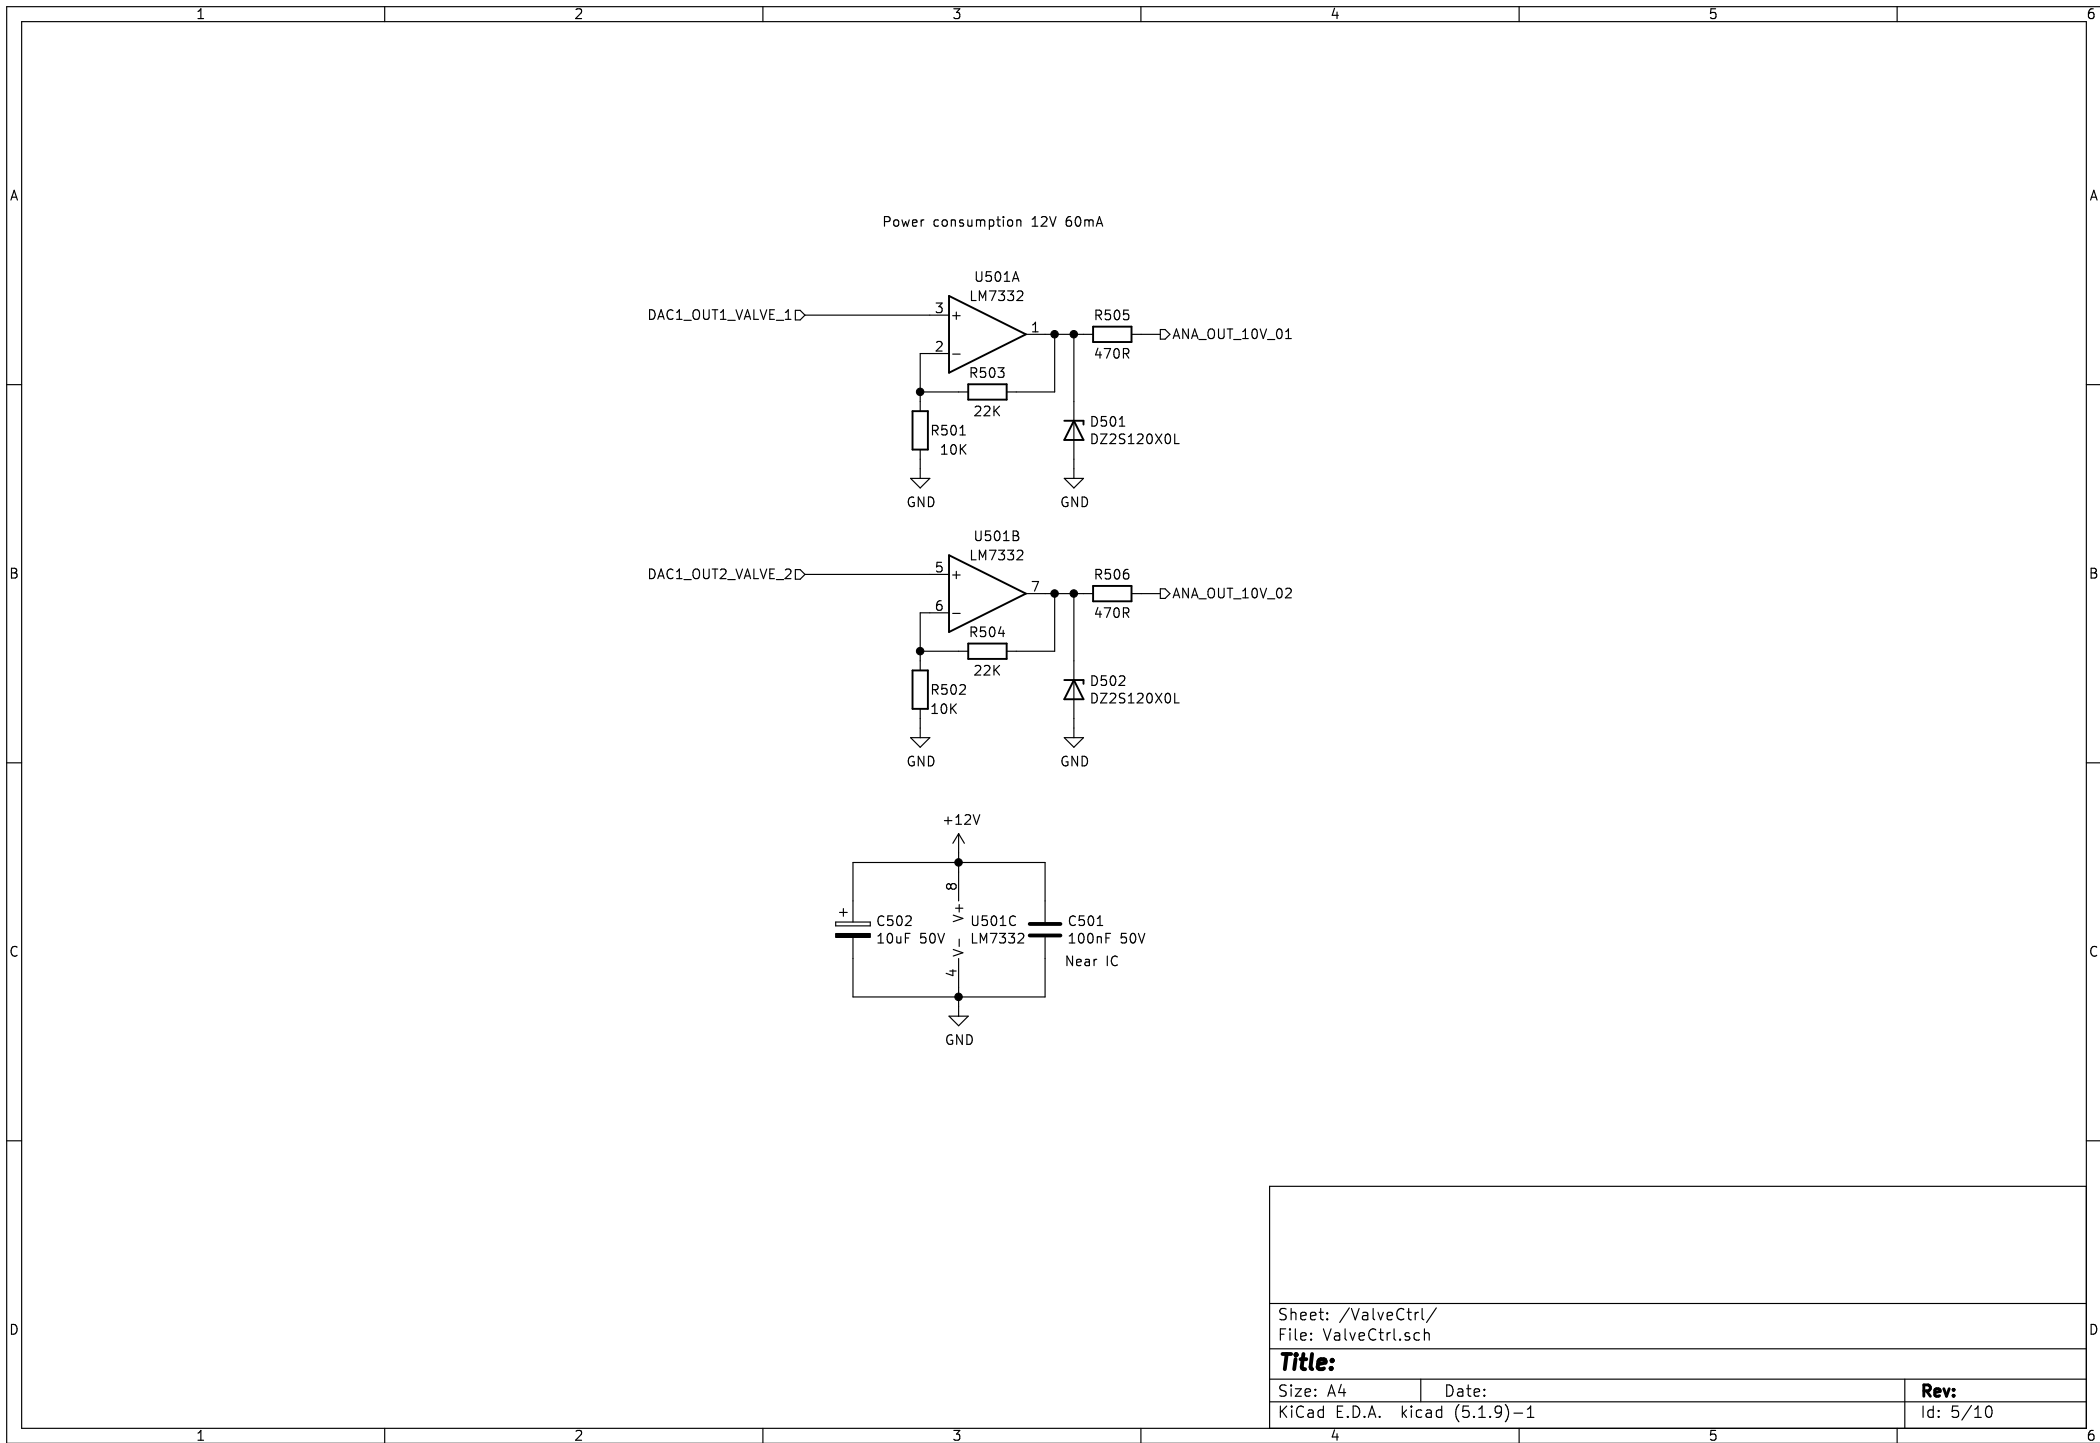 1 2 3 4 5 6
A A
Power consumption 12V 60mA
U501A
LM7332
DAC1_OUT1_VALVE_1
3
+
2
−
1
R505
470R
ANA_OUT_10V_01
R503
22K
R501
10K
D501
DZ2S120X0L
GND
GND
U501B
LM7332
B B
DAC1_OUT2_VALVE_2
5
+
6
−
7
R506
470R
ANA_OUT_10V_02
R504
22K
R502
10K
D502
DZ2S120X0L
GND
GND
+12V
8
V+
V−
4
+
C502
10uF 50V
U501C
LM7332
C501
100nF 50V
Near IC
C C
GND
Sheet: /ValveCtrl/
File: ValveCtrl.sch
D D
Title:
Size: A4
Date:
Rev:
KiCad E.D.A. kicad (5.1.9)−1
Id: 5/10
1 2 3 4 5 6